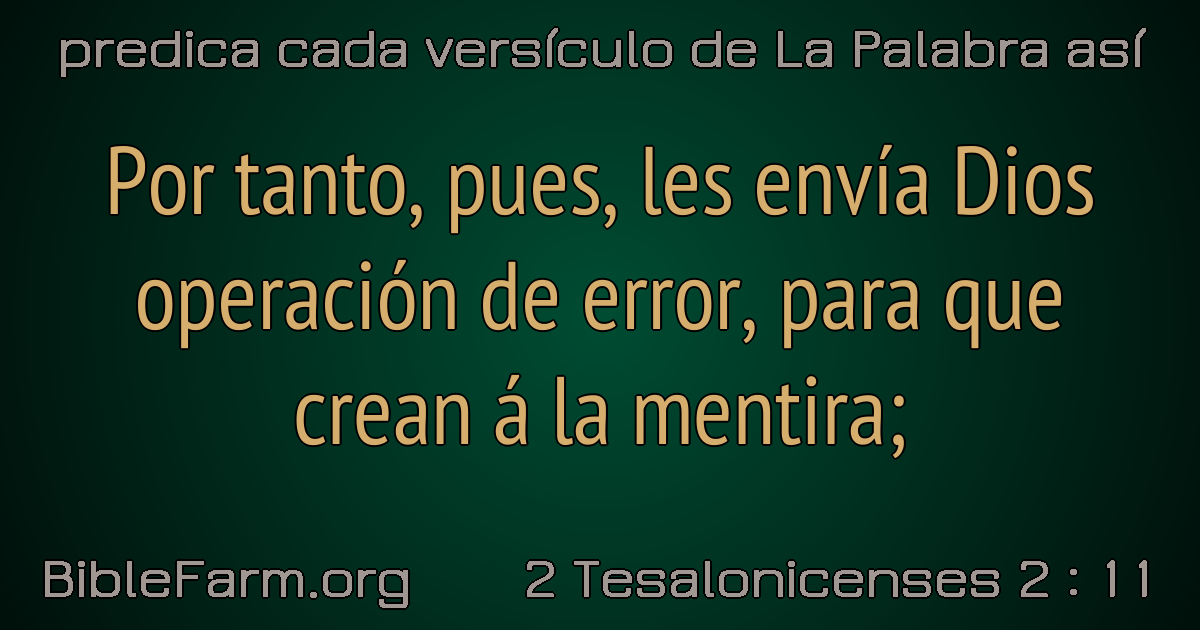 predica cada versículo de La Palabra así
Por tanto, pues, les envía Dios
operación de error, para que
crean á la mentira;
BibleFarm.org 2 Tesalonicenses 2 : 11